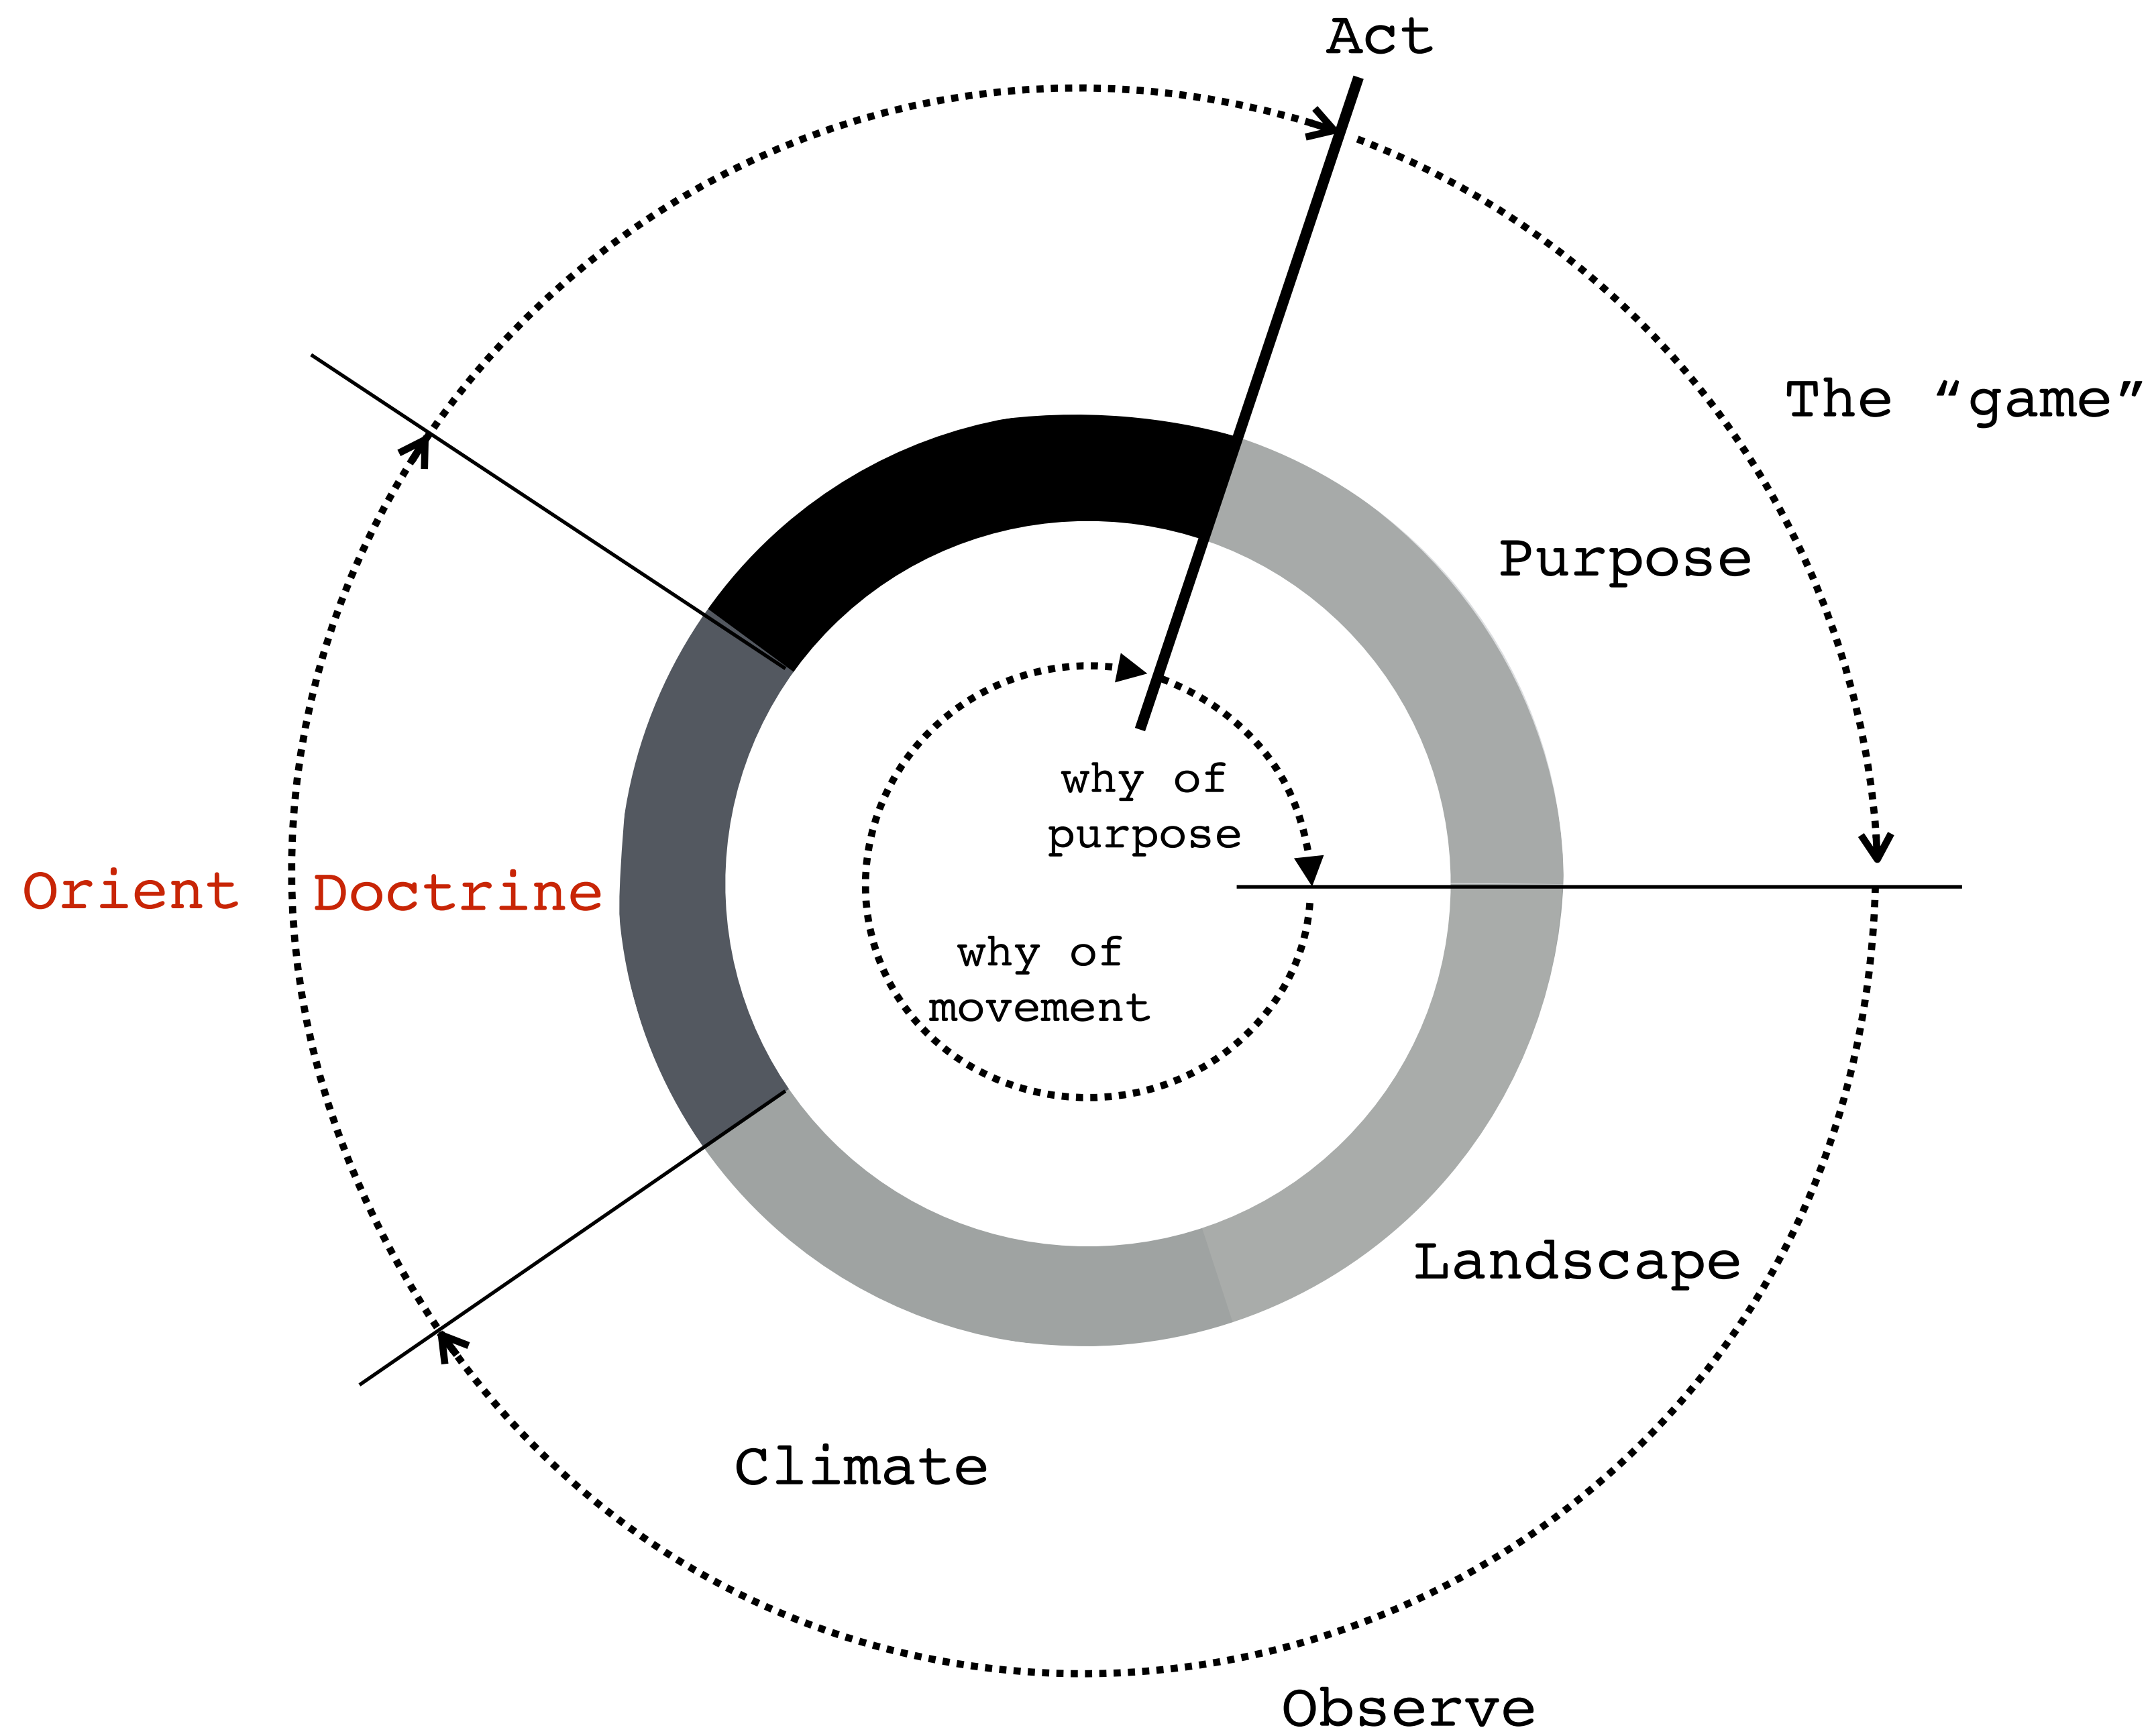 Act
The “game”
Purpose
why of
purpose
Orient
Doctrine
why of
movement
Landscape
Climate
Observe